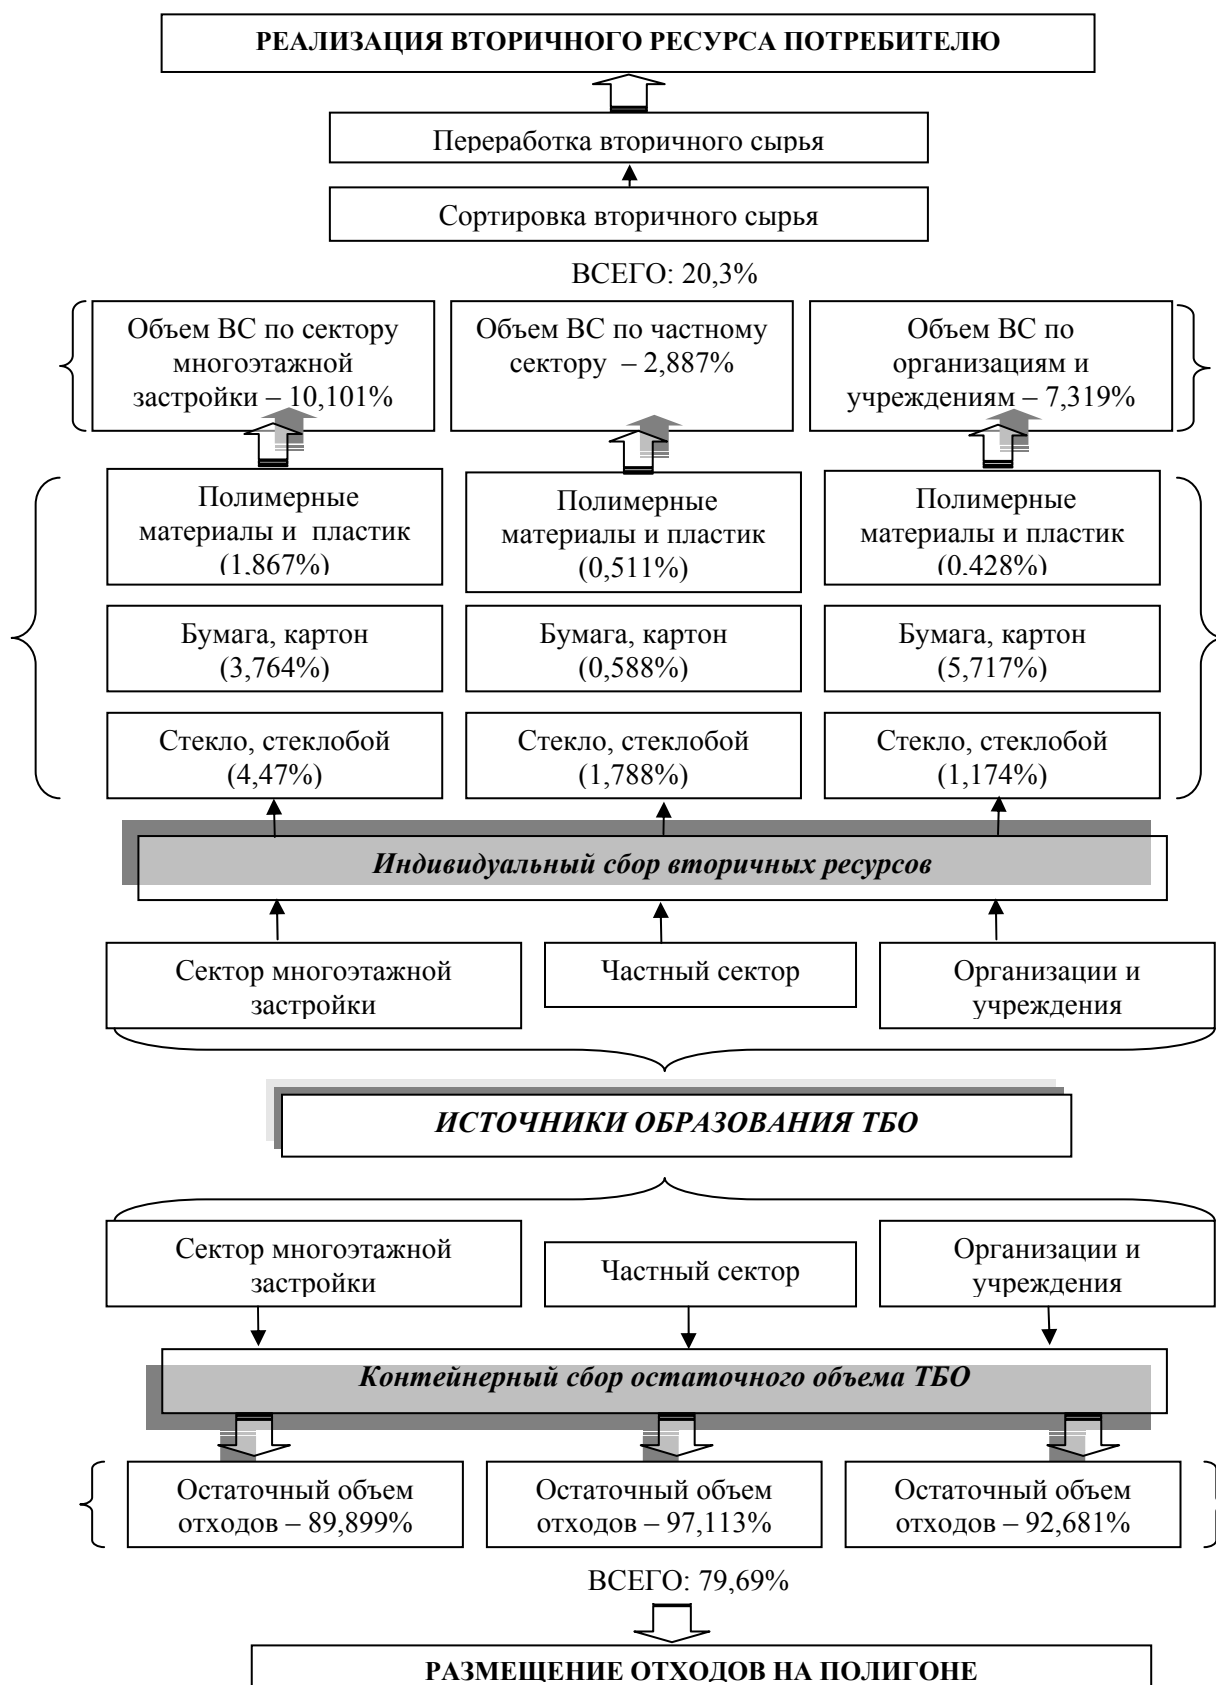 РЕАЛИЗАЦИЯ ВТОРИЧНОГО РЕСУРСА ПОТРЕБИТЕЛЮ
Переработка вторичного сырья
Сортировка вторичного сырья
ВСЕГО: 20,3%
Объем ВС по сектору
многоэтажной
застройки – 10,101%
Объем ВС по частному
сектору – 2,887%
Объем ВС по
организациям и
учреждениям – 7,319%
Полимерные
материалы и пластик
(1,867%)
Полимерные
материалы и пластик
(0,511%)
Полимерные
материалы и пластик
(0,428%)
Бумага, картон
(3,764%)
Бумага, картон
(0,588%)
Бумага, картон
(5,717%)
Стекло, стеклобой
(4,47%)
Стекло, стеклобой
(1,788%)
Стекло, стеклобой
(1,174%)
Индивидуальный сбор вторичных ресурсов
Сектор многоэтажной
застройки
Частный сектор
Организации и
учреждения
ИСТОЧНИКИ ОБРАЗОВАНИЯ ТБО
Сектор многоэтажной
застройки
Частный сектор
Организации и
учреждения
Контейнерный сбор остаточного объема ТБО
Остаточный объем
отходов – 89,899%
Остаточный объем
отходов – 97,113%
Остаточный объем
отходов – 92,681%
ВСЕГО: 79,69%
РАЗМЕЩЕНИЕ ОТХОДОВ НА ПОЛИГОНЕ